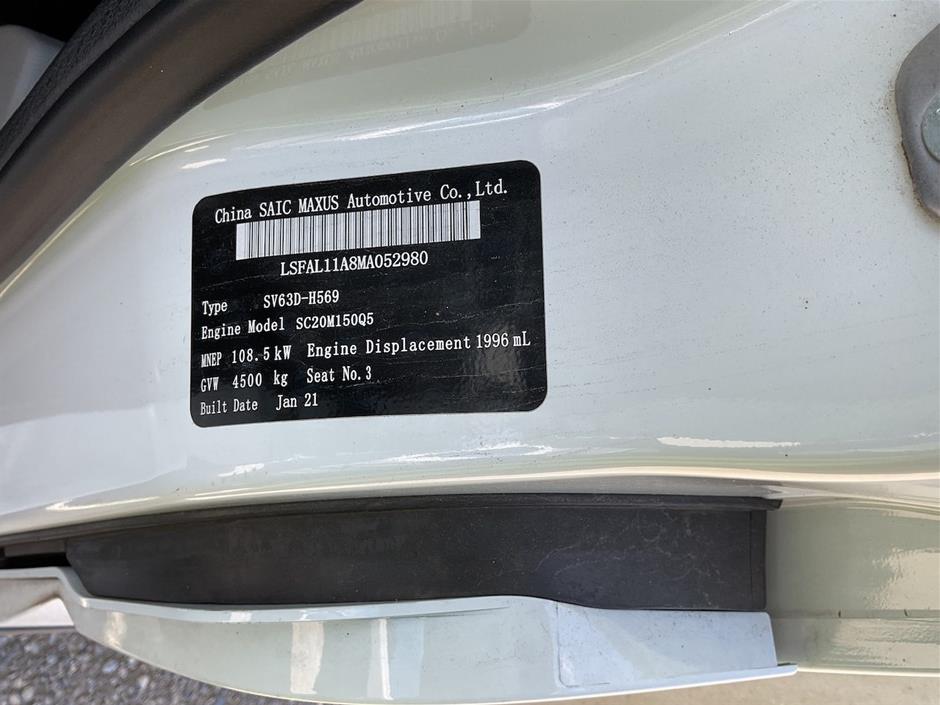 China SAIC MAXUS Automotive Co.,Ltd.
LSFAL11A8MA052980
Type SV63D-H569
Engine Model SC20M150Q5
MNEP 108.5 kW Engine Displacement 1996 mL
GVW 4500 kg Seat No. 3
Built Date Jan 21